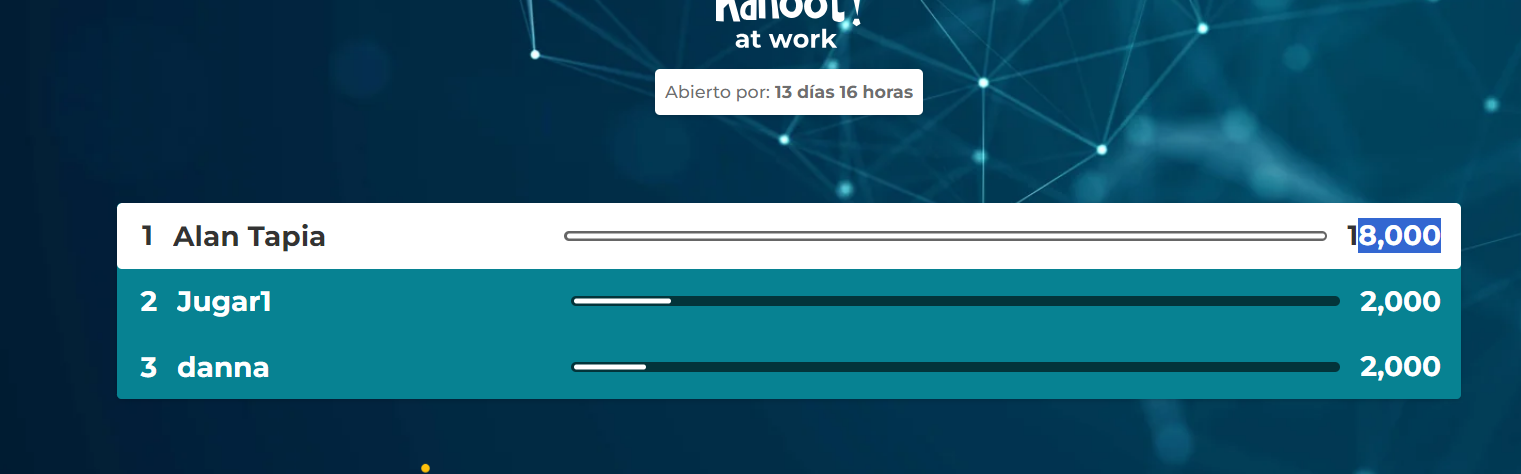 Kahoot!
at work
Abierto por: 13 días 16 horas
1 Alan Tapia 18,000
2 Jugar1 2,000
3 danna 2,000